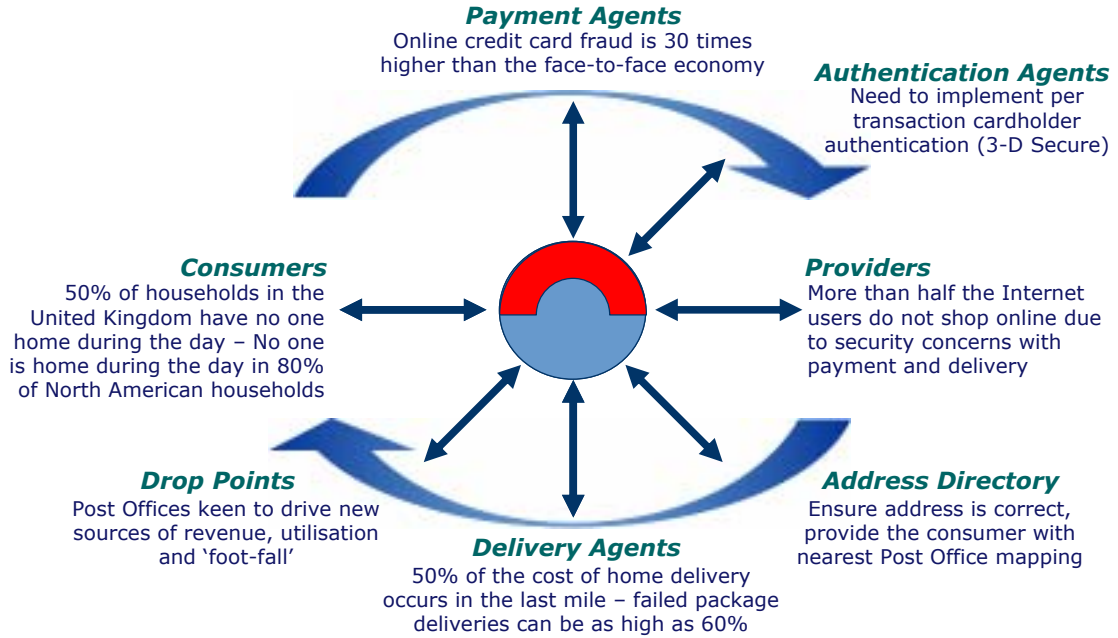 Payment Agents
Online credit card fraud is 30 times
higher than the face-to-face economy
Authentication Agents
Need to implement per
transaction cardholder
authentication (3-D Secure)
Consumers
50% of households in the
United Kingdom have no one
home during the day – No one
is home during the day in 80%
of North American households
Providers
More than half the Internet
users do not shop online due
to security concerns with
payment and delivery
Drop Points
Post Offices keen to drive new
sources of revenue, utilisation
and ‘foot-fall’
Delivery Agents
50% of the cost of home delivery
occurs in the last mile – failed package
deliveries can be as high as 60%
Address Directory
Ensure address is correct,
provide the consumer with
nearest Post Office mapping